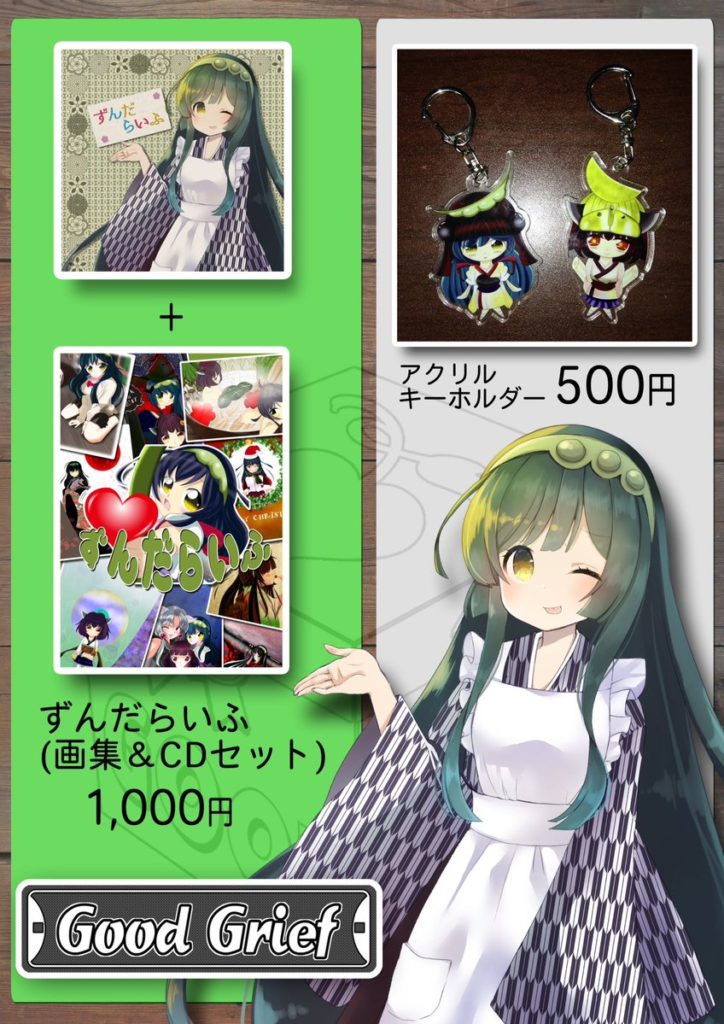 ずんだ
らいふ
+
Y CHRIST
ずんだらいふ
ずんだらいふ
(画集＆CDセット)
1,000円
アクリル
キーホルダー 500円
Good Grief